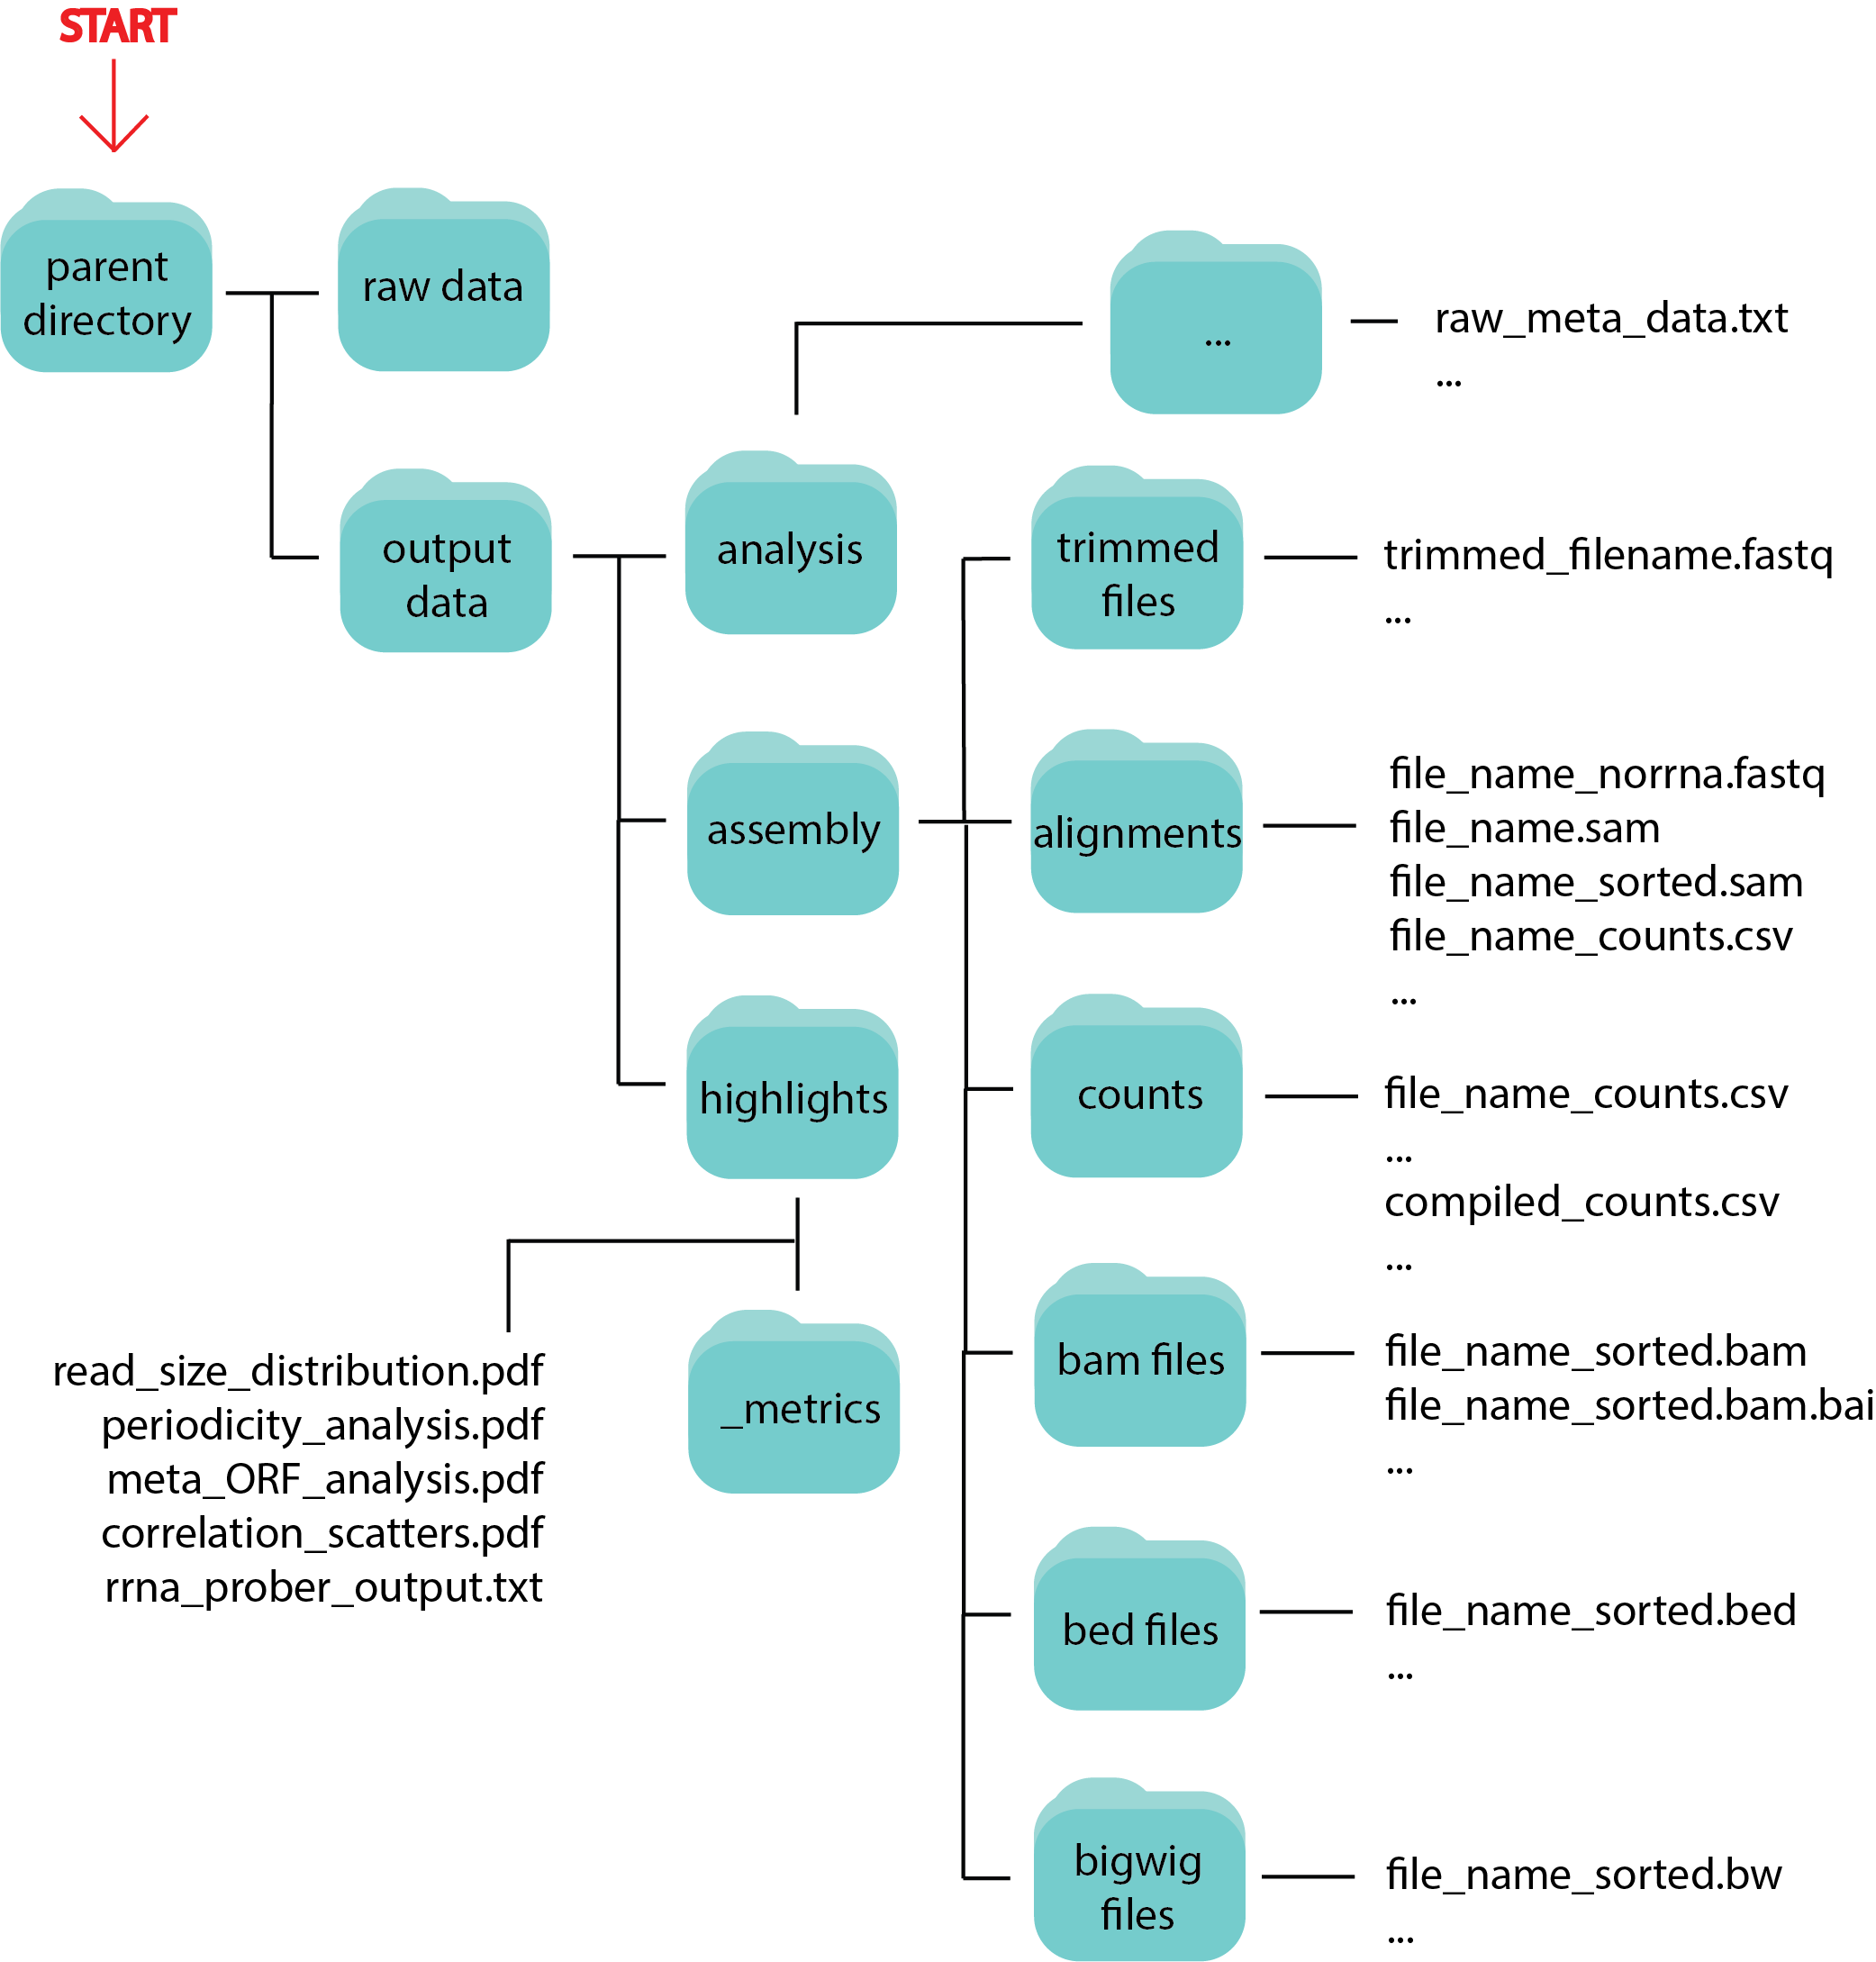 START
parent
directory
raw data
...
raw_meta_data.txt
...
output
data
analysis
trimmed
files
trimmed_filename.fastq
...
assembly
alignments
file_name_norrna.fastq
file_name.sam
file_name_sorted.sam
file_name_counts.csv
...
highlights
counts
file_name_counts.csv
...
compiled_counts.csv
...
read_size_distribution.pdf
periodicity_analysis.pdf
meta_ORF_analysis.pdf
correlation_scatters.pdf
rrna_prober_output.txt
_metrics
bam files
file_name_sorted.bam
file_name_sorted.bam.bai
...
bed files
file_name_sorted.bed
...
bigwig
files
file_name_sorted.bw
...